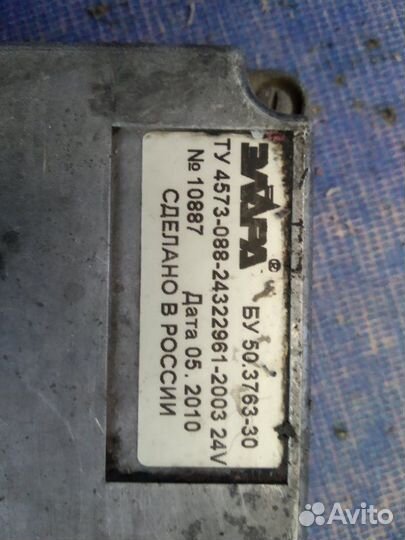 ЭЛАРА®
БУ 50.3763-30
ТУ 4573-088-24322961-2003 24V
№ 10887 Дата 05. 2010
СДЕЛАНО В РОССИИ
Avito